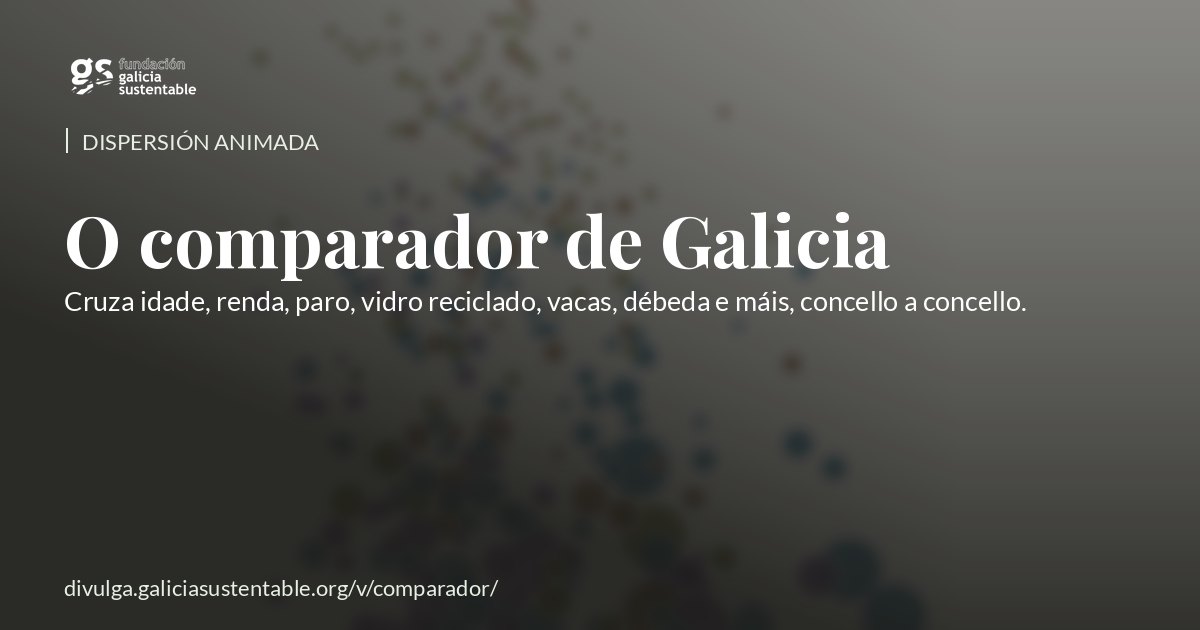 gs fundación
galicia
sustentable
DISPERSIÓN ANIMADA
O comparador de Galicia
Cruza idade, renda, paro, vidro reciclado, vacas, débeda e máis, concello a concello.
divulga.galiciasustentable.org/v/comparador/